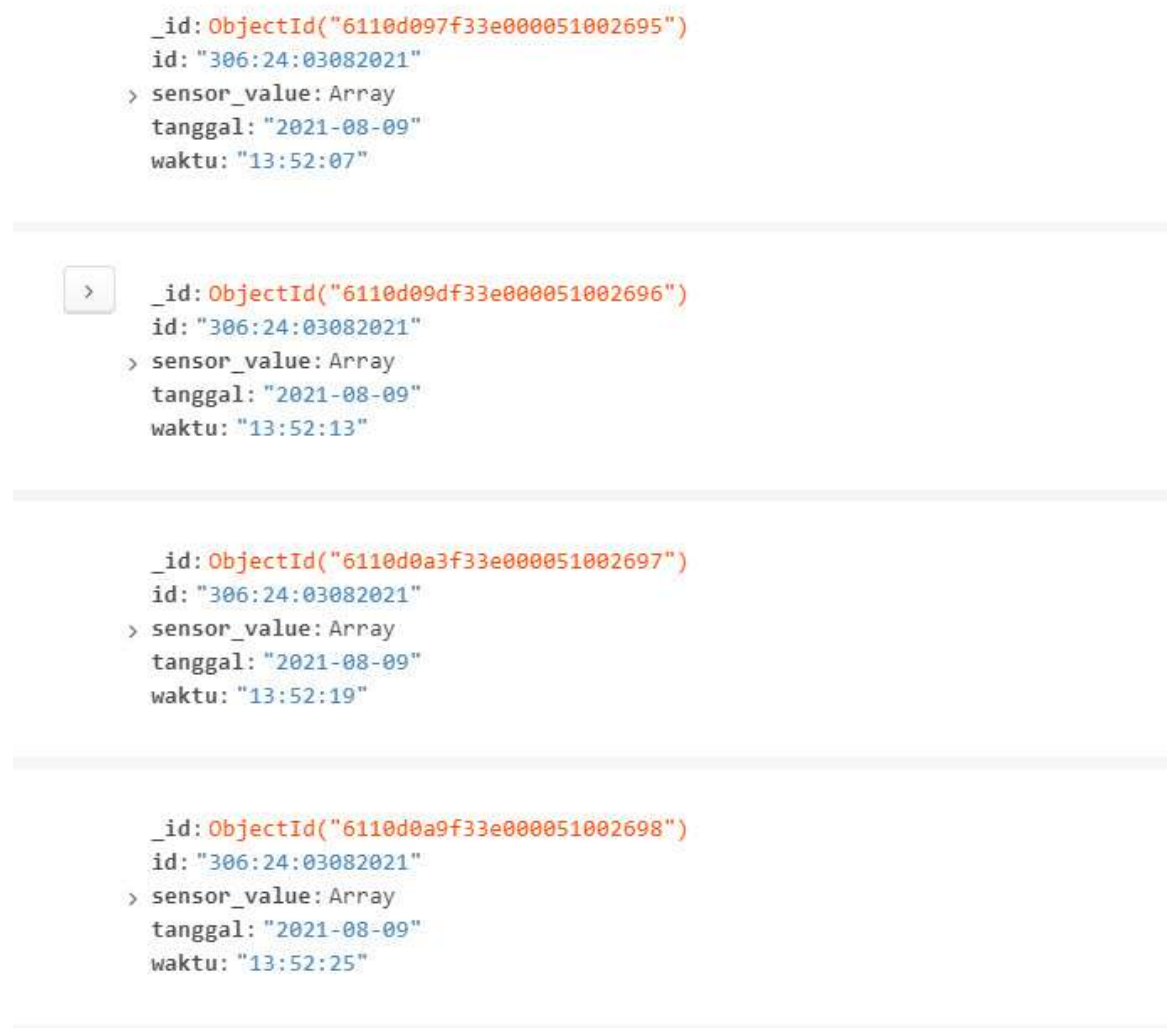 _id: ObjectId("6110d097f33e000051002695")
id: "306:24:03082021"
> sensor_value: Array
tanggal: "2021-08-09"
waktu: "13:52:07"
> _id: ObjectId("6110d09df33e000051002696")
id: "306:24:03082021"
> sensor_value: Array
tanggal: "2021-08-09"
waktu: "13:52:13"
_id: ObjectId("6110d0a3f33e000051002697")
id: "306:24:03082021"
> sensor_value: Array
tanggal: "2021-08-09"
waktu: "13:52:19"
_id: ObjectId("6110d0a9f33e000051002698")
id: "306:24:03082021"
> sensor_value: Array
tanggal: "2021-08-09"
waktu: "13:52:25"